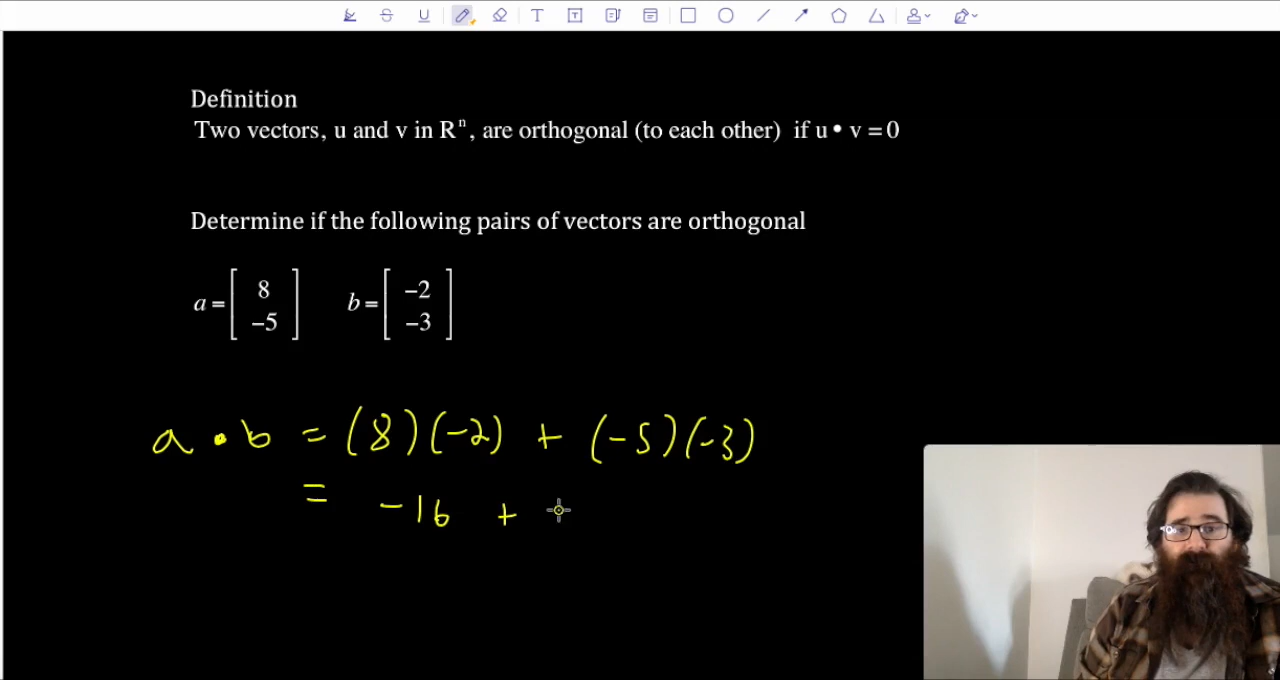 Definition
Two vectors, u and v in Rⁿ, are orthogonal (to each other) if u • v = 0
Determine if the following pairs of vectors are orthogonal
a = [ 8 -5 ] b = [ -2 -3 ]
a • b = (8)(-2) + (-5)(-3)
= -16 +